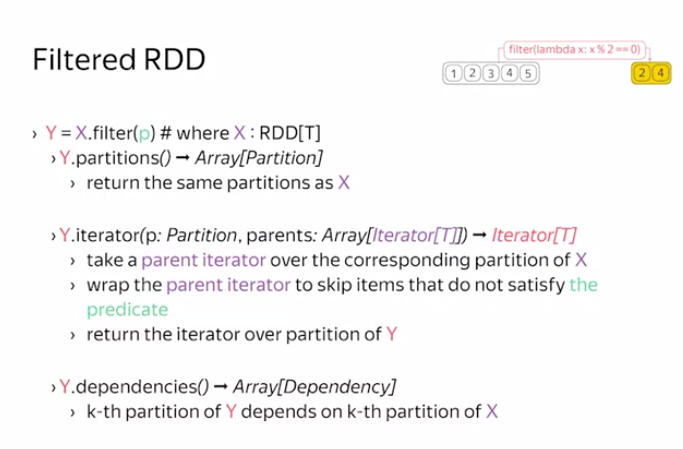 Filtered RDD
filter(lambda x: x % 2 == 0)
1 2 3 4 5
2 4
› Y = X.filter(p) # where X : RDD[T]
› Y.partitions() ➞ Array[Partition]
› return the same partitions as X
› Y.iterator(p: Partition, parents: Array[Iterator[T]]) ➞ Iterator[T]
› take a parent iterator over the corresponding partition of X
› wrap the parent iterator to skip items that do not satisfy the
predicate
› return the iterator over partition of Y
› Y.dependencies() ➞ Array[Dependency]
› k-th partition of Y depends on k-th partition of X